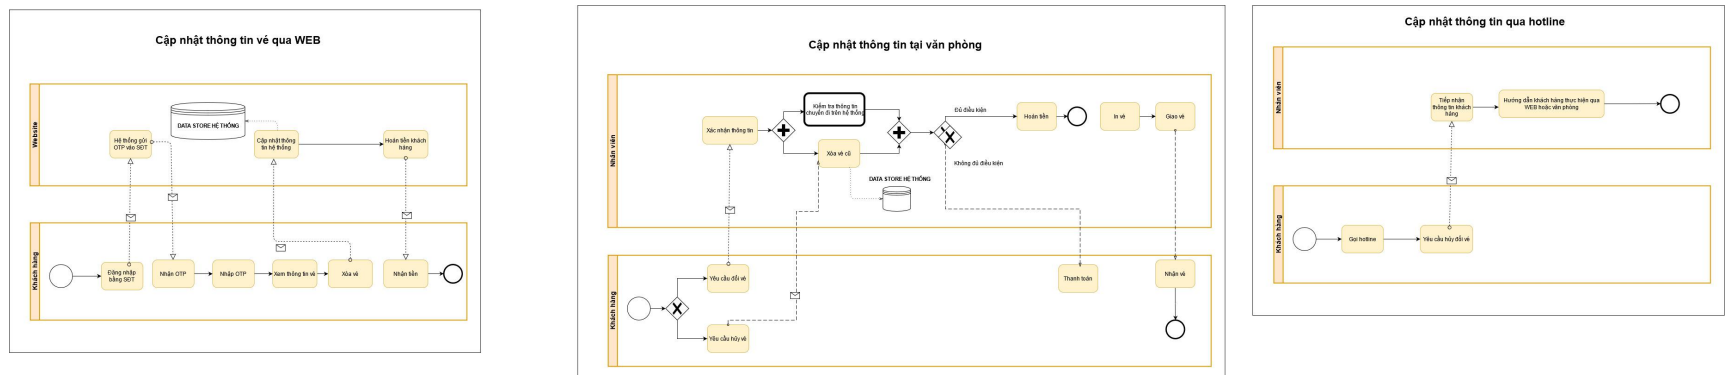 Cập nhật thông tin vé qua WEB
Website
DATA STORE HỆ THỐNG
Hệ thống gửi
OTP vào SĐT
Cập nhật thông
tin hệ thống
Hoàn tiền khách
hàng
Khách hàng
Đăng nhập
bằng SĐT
Nhận OTP
Nhập OTP
Xem thông tin vé
Xóa vé
Nhận tiền
Cập nhật thông tin tại văn phòng
Nhân viên
Xác nhận thông tin
Kiểm tra thông tin
chuyến đi trên hệ thống
Xóa vé cũ
DATA STORE HỆ THỐNG
Đủ điều kiện
Không đủ điều kiện
Hoàn tiền
In vé
Giao vé
Khách hàng
Yêu cầu đổi vé
Yêu cầu hủy vé
Thanh toán
Nhận vé
Cập nhật thông tin qua hotline
Nhân viên
Tiếp nhận
thông tin khách
hàng
Hướng dẫn khách hàng thực hiện qua
WEB hoặc văn phòng
Khách hàng
Gọi hotline
Yêu cầu hủy đổi vé